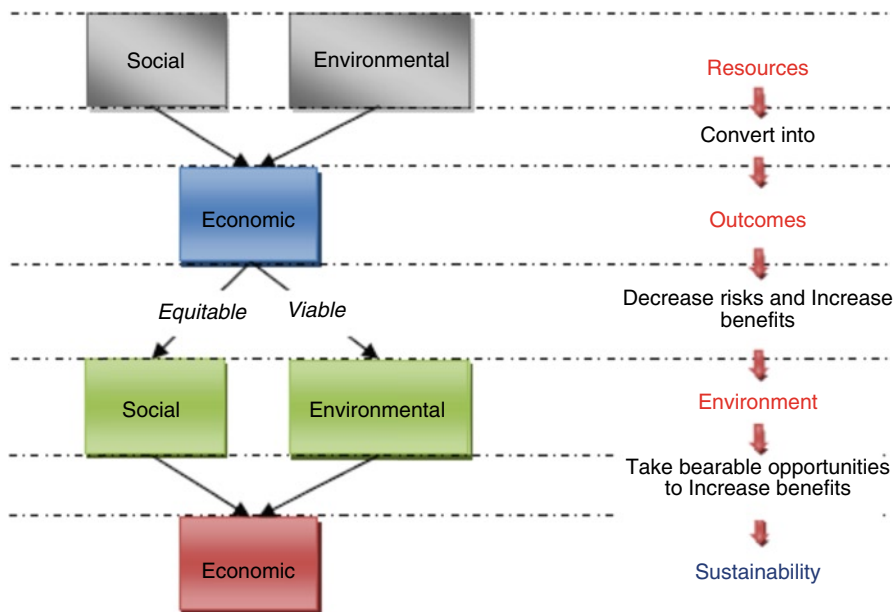 Social
Environmental
Resources
Convert into
Economic
Outcomes
Equitable
Viable
Decrease risks and Increase
benefits
Social
Environmental
Environment
Take bearable opportunities
to Increase benefits
Economic
Sustainability